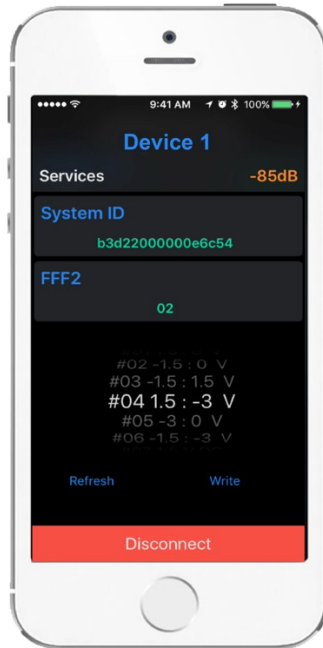 9:41 AM 100%
Device 1
Services -85dB
System ID
b3d22000000e6c54
FFF2
02
#02 -1.5 : 0 V
#03 -1.5 : 1.5 V
#04 1.5 : -3 V
#05 -3 : 0 V
#06 -1.5 : -3 V
Refresh Write
Disconnect